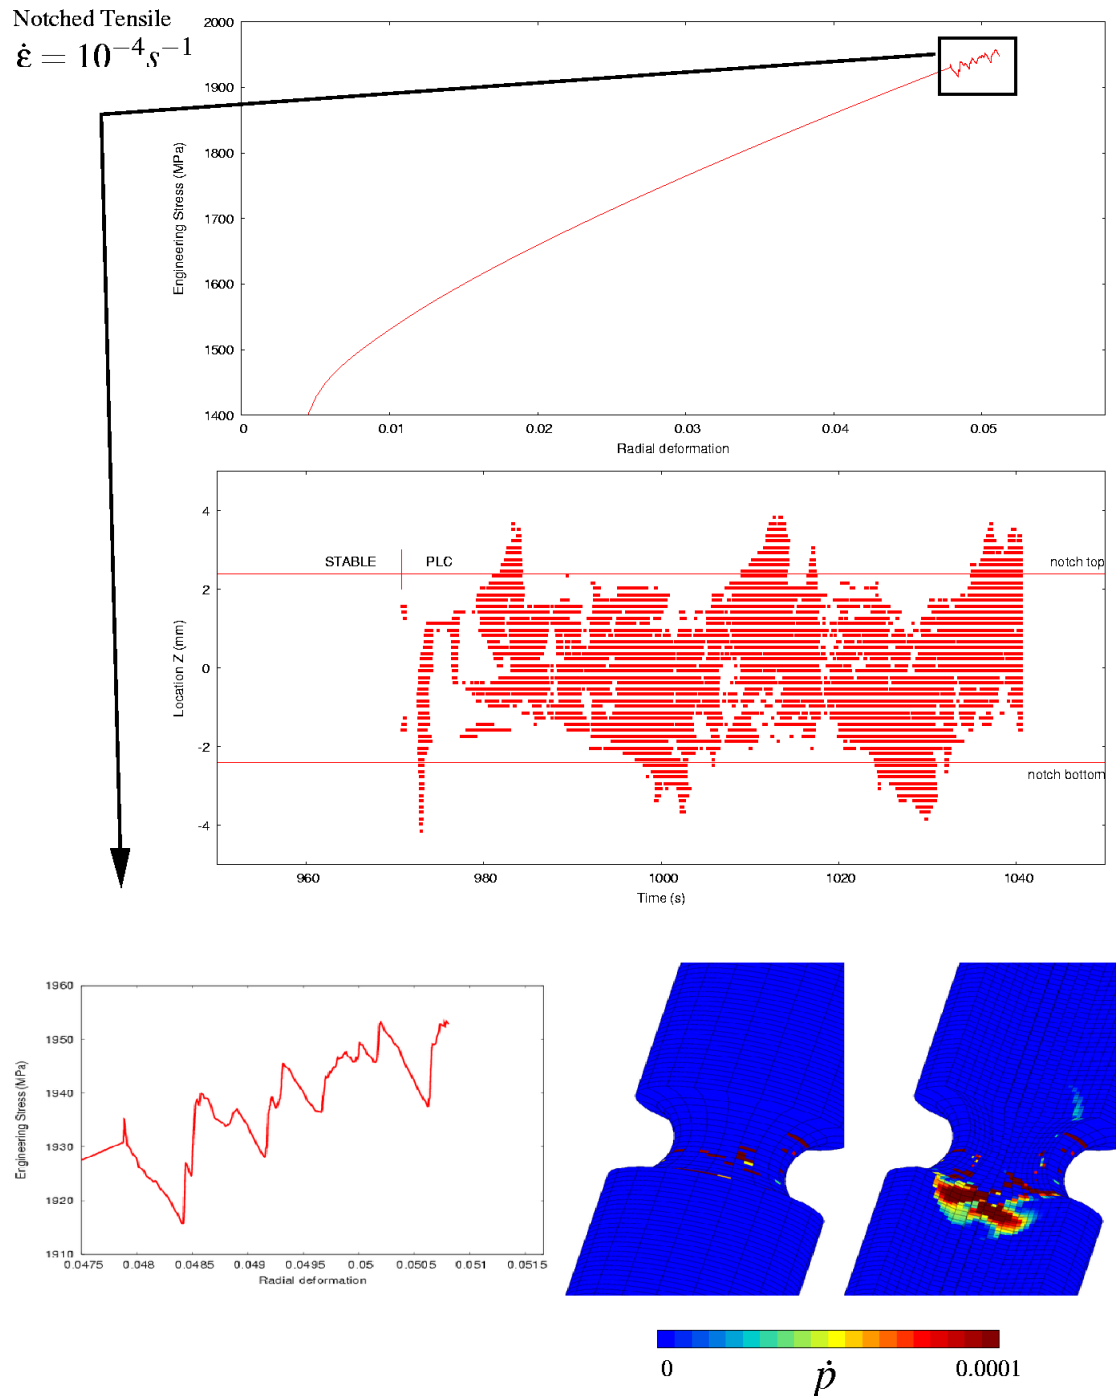 Notched Tensile
ε̇ = 10⁻⁴s⁻¹
2000
1900
1800
1700
1600
1500
1400
Engineering Stress (MPa)
0 0.01 0.02 0.03 0.04 0.05
Radial deformation
4
2
0
-2
-4
Location Z (mm)
STABLE PLC
notch top
notch bottom
960 980 1000 1020 1040
Time (s)
1960
1950
1940
1930
1920
1910
Engineering Stress (MPa)
0.0475 0.048 0.0485 0.049 0.0495 0.05 0.0505 0.051 0.0515
Radial deformation
0 ṗ 0.0001